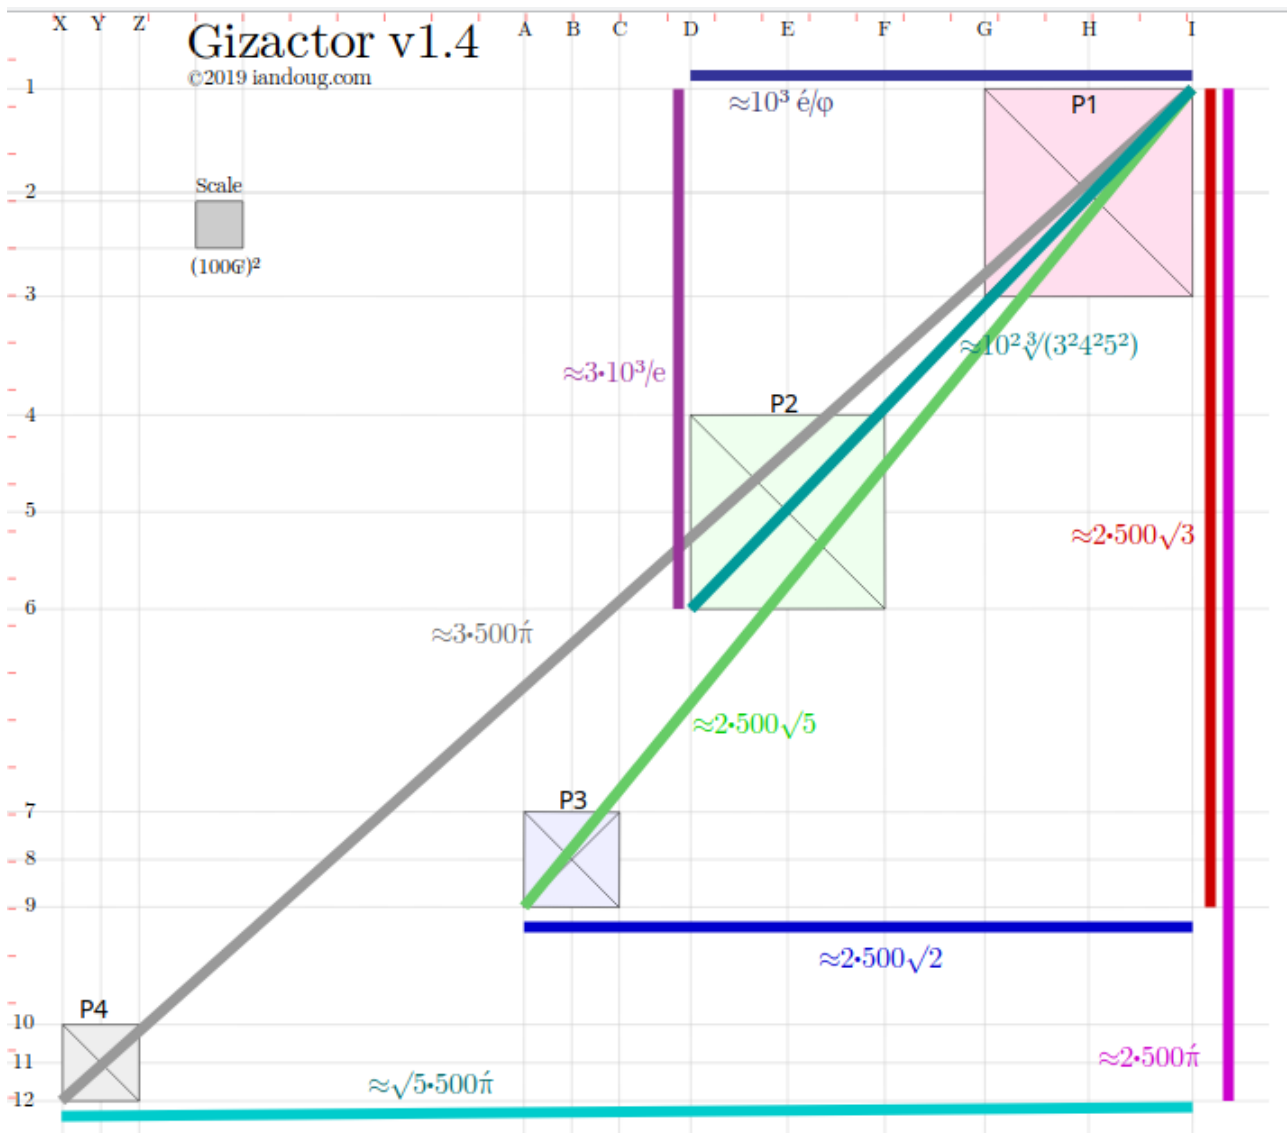 X Y Z A B C D E F G H I
Gizactor v1.4
©2019 iandoug.com
1
≈10³ é/φ
P1
2
Scale
(100G)²
3
≈10²∛(3²4²5²)
≈3•10³/e
4
P2
5
≈2•500√3
6
≈3•500π́
≈2•500√5
7
P3
8
9
≈2•500√2
P4
10
11
≈2•500π́
≈√5•500π́
12